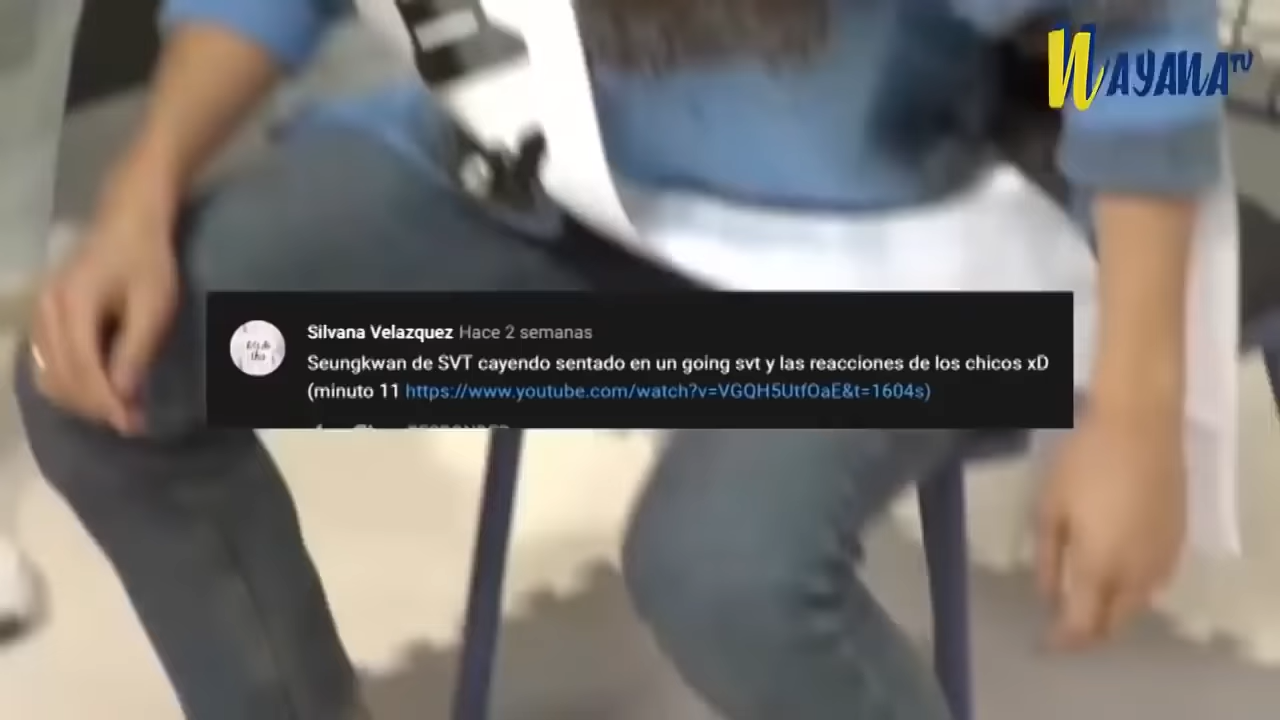 NAYANA TV
Silvana Velazquez Hace 2 semanas
Seungkwan de SVT cayendo sentado en un going svt y las reacciones de los chicos xD
(minuto 11 https://www.youtube.com/watch?v=VGQH5UtfOaE&t=1604s)